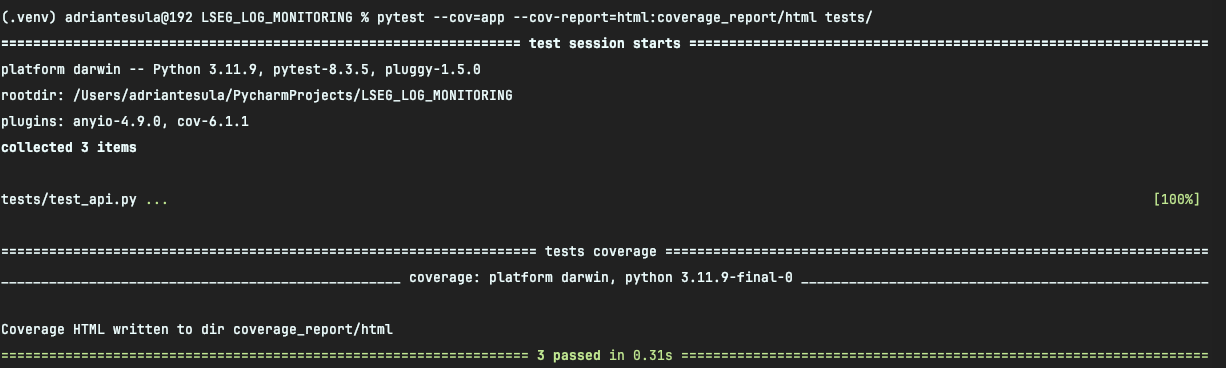 (.venv) adriantesula@192 LSEG_LOG_MONITORING % pytest --cov=app --cov-report=html:coverage_report/html tests/
================================================================= test session starts =================================================================
platform darwin -- Python 3.11.9, pytest-8.3.5, pluggy-1.5.0
rootdir: /Users/adriantesula/PycharmProjects/LSEG_LOG_MONITORING
plugins: anyio-4.9.0, cov-6.1.1
collected 3 items
tests/test_api.py ... [100%]
=================================================================== tests coverage ====================================================================
__________________________________________________ coverage: platform darwin, python 3.11.9-final-0 ___________________________________________________
Coverage HTML written to dir coverage_report/html
================================================================== 3 passed in 0.31s ==================================================================